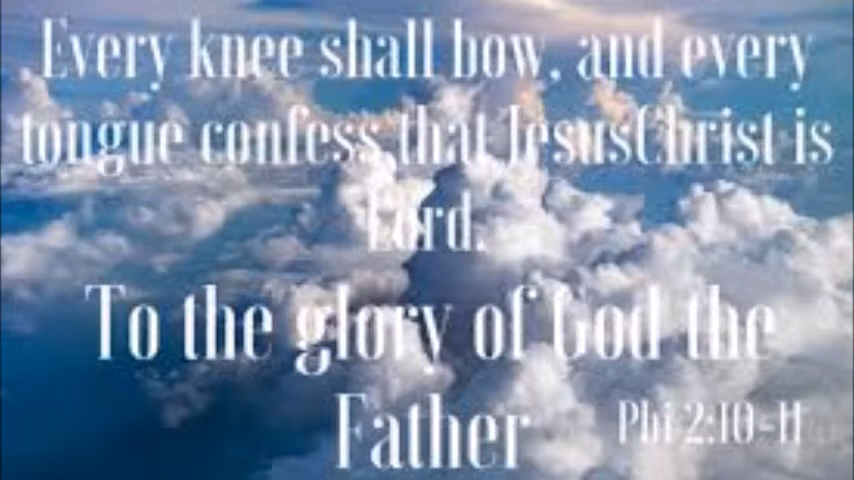 Every knee shall bow, and every
tongue confess that JesusChrist is
Lord.
To the glory of God the
Father
Phi 2:10-11